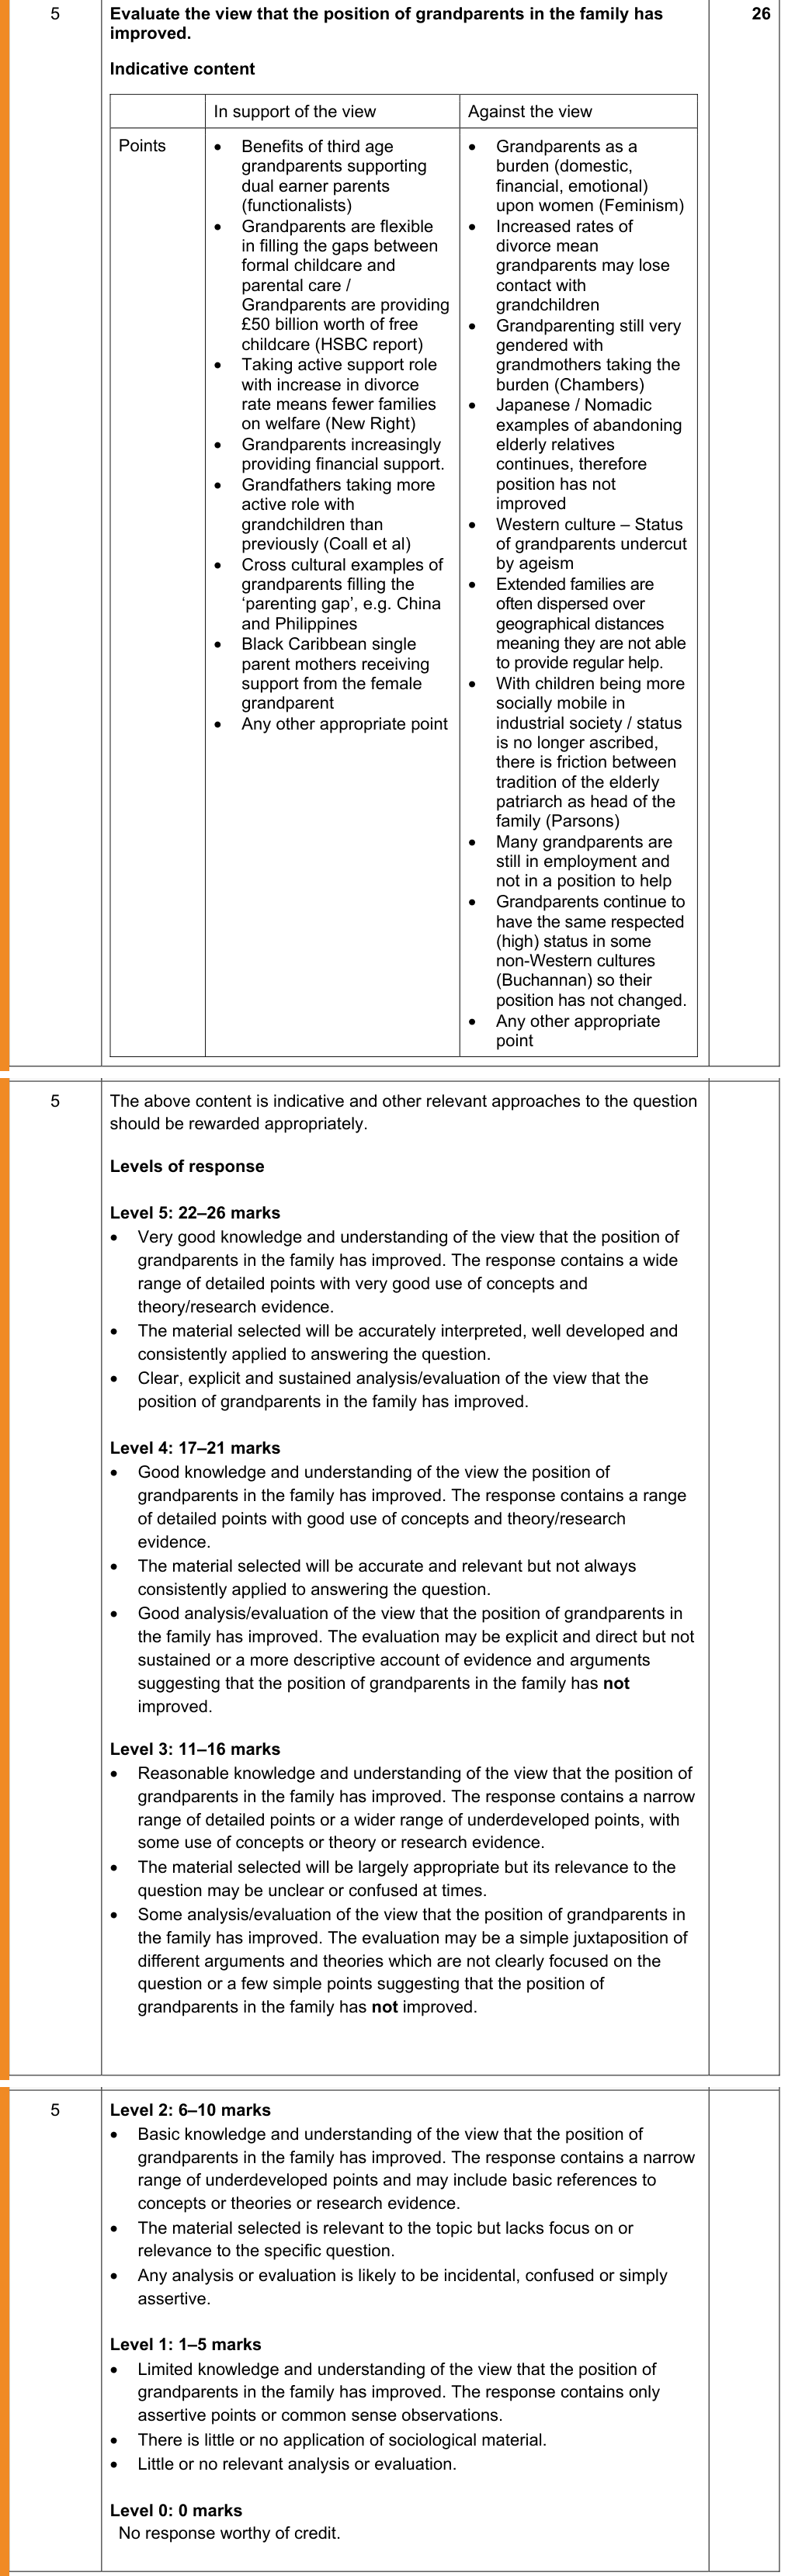 5
Evaluate the view that the position of grandparents in the family has
improved.
26
Indicative content
In support of the view
Against the view
Points
• Benefits of third age
grandparents supporting
dual earner parents
(functionalists)
• Grandparents are flexible
in filling the gaps between
formal childcare and
parental care /
Grandparents are providing
£50 billion worth of free
childcare (HSBC report)
• Taking active support role
with increase in divorce
rate means fewer families
on welfare (New Right)
• Grandparents increasingly
providing financial support.
• Grandfathers taking more
active role with
grandchildren than
previously (Coall et al)
• Cross cultural examples of
grandparents filling the
‘parenting gap’, e.g. China
and Philippines
• Black Caribbean single
parent mothers receiving
support from the female
grandparent
• Any other appropriate point
• Grandparents as a
burden (domestic,
financial, emotional)
upon women (Feminism)
• Increased rates of
divorce mean
grandparents may lose
contact with
grandchildren
• Grandparenting still very
gendered with
grandmothers taking the
burden (Chambers)
• Japanese / Nomadic
examples of abandoning
elderly relatives
continues, therefore
position has not
improved
• Western culture – Status
of grandparents undercut
by ageism
• Extended families are
often dispersed over
geographical distances
meaning they are not able
to provide regular help.
• With children being more
socially mobile in
industrial society / status
is no longer ascribed,
there is friction between
tradition of the elderly
patriarch as head of the
family (Parsons)
• Many grandparents are
still in employment and
not in a position to help
• Grandparents continue to
have the same respected
(high) status in some
non-Western cultures
(Buchannan) so their
position has not changed.
• Any other appropriate
point
5
The above content is indicative and other relevant approaches to the question
should be rewarded appropriately.
Levels of response
Level 5: 22–26 marks
• Very good knowledge and understanding of the view that the position of
grandparents in the family has improved. The response contains a wide
range of detailed points with very good use of concepts and
theory/research evidence.
• The material selected will be accurately interpreted, well developed and
consistently applied to answering the question.
• Clear, explicit and sustained analysis/evaluation of the view that the
position of grandparents in the family has improved.
Level 4: 17–21 marks
• Good knowledge and understanding of the view the position of
grandparents in the family has improved. The response contains a range
of detailed points with good use of concepts and theory/research
evidence.
• The material selected will be accurate and relevant but not always
consistently applied to answering the question.
• Good analysis/evaluation of the view that the position of grandparents in
the family has improved. The evaluation may be explicit and direct but not
sustained or a more descriptive account of evidence and arguments
suggesting that the position of grandparents in the family has not
improved.
Level 3: 11–16 marks
• Reasonable knowledge and understanding of the view that the position of
grandparents in the family has improved. The response contains a narrow
range of detailed points or a wider range of underdeveloped points, with
some use of concepts or theory or research evidence.
• The material selected will be largely appropriate but its relevance to the
question may be unclear or confused at times.
• Some analysis/evaluation of the view that the position of grandparents in
the family has improved. The evaluation may be a simple juxtaposition of
different arguments and theories which are not clearly focused on the
question or a few simple points suggesting that the position of
grandparents in the family has not improved.
5
Level 2: 6–10 marks
• Basic knowledge and understanding of the view that the position of
grandparents in the family has improved. The response contains a narrow
range of underdeveloped points and may include basic references to
concepts or theories or research evidence.
• The material selected is relevant to the topic but lacks focus on or
relevance to the specific question.
• Any analysis or evaluation is likely to be incidental, confused or simply
assertive.
Level 1: 1–5 marks
• Limited knowledge and understanding of the view that the position of
grandparents in the family has improved. The response contains only
assertive points or common sense observations.
• There is little or no application of sociological material.
• Little or no relevant analysis or evaluation.
Level 0: 0 marks
No response worthy of credit.